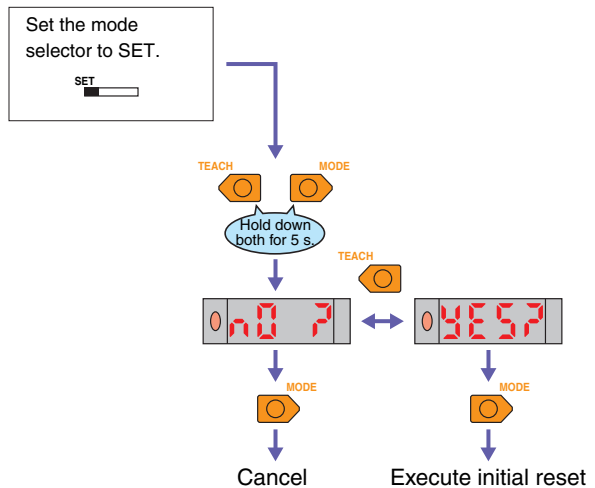 Set the mode
selector to SET.
SET
TEACH MODE
Hold down
both for 5 s.
TEACH
nO ? YES?
MODE MODE
Cancel Execute initial reset